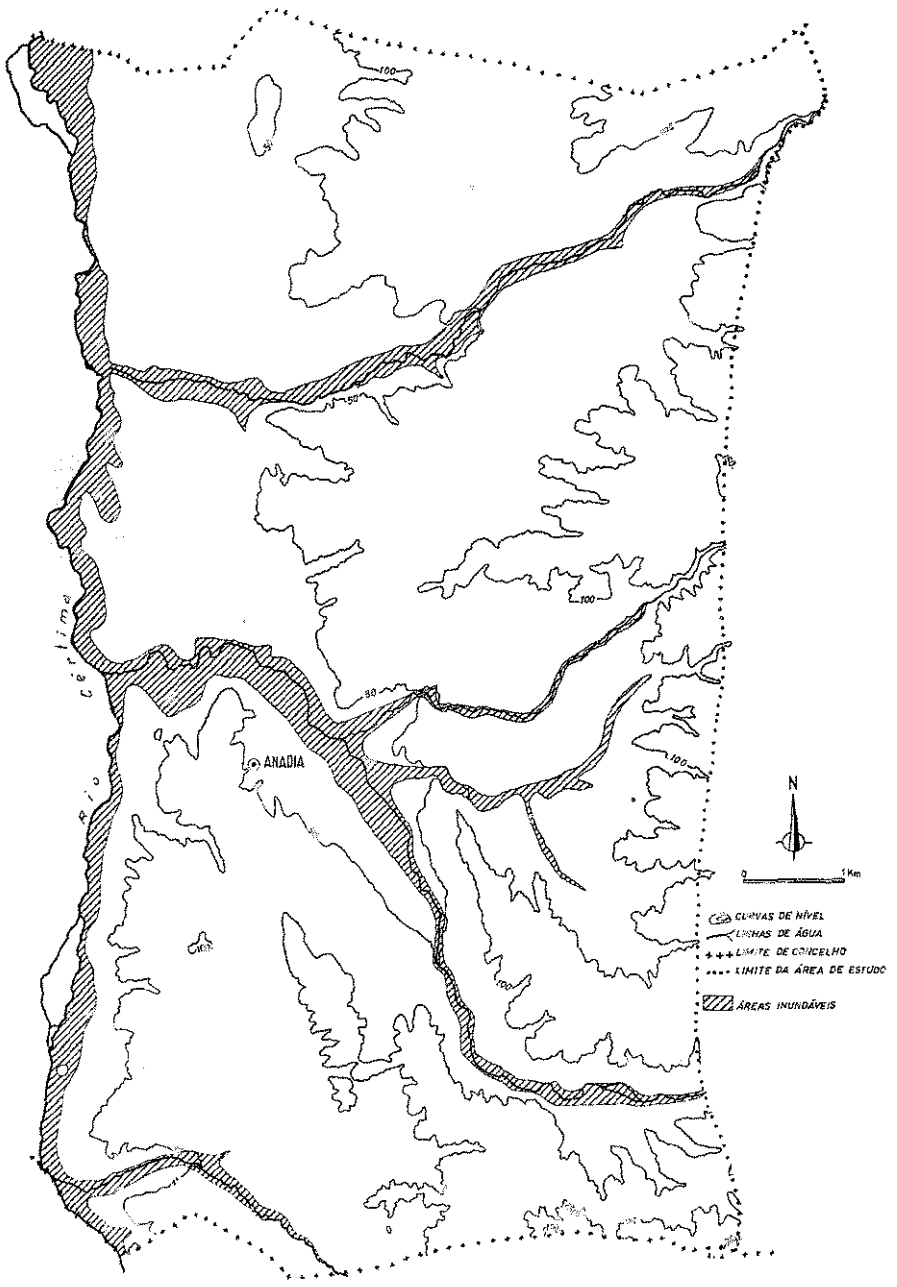 100
50
100
Rio Cértima
50
ANADIA
100
N
0 1 Km
CURVAS DE NÍVEL
LINHAS DE ÁGUA
LIMITE DE CONCELHO
LIMITE DA ÁREA DE ESTUDO
100
ÁREAS INUNDÁVEIS